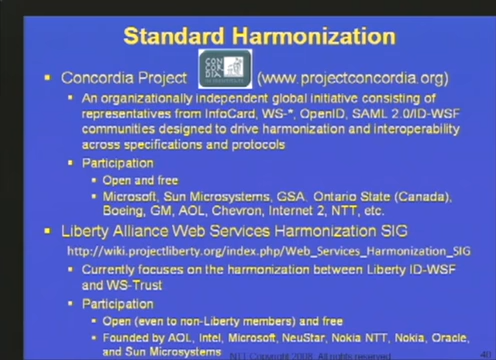 Standard Harmonization
Concordia Project CONCORDIA (www.projectconcordia.org)
An organizationally independent global initiative consisting of
representatives from InfoCard, WS-*, OpenID, SAML 2.0/ID-WSF
communities designed to drive harmonization and interoperability
across specifications and protocols
Participation
Open and free
Microsoft, Sun Microsystems, GSA, Ontario State (Canada),
Boeing, GM, AOL, Chevron, Internet 2, NTT, etc.
Liberty Alliance Web Services Harmonization SIG
http://wiki.projectliberty.org/index.php/Web_Services_Harmonization_SIG
Currently focuses on the harmonization between Liberty ID-WSF
and WS-Trust
Participation
Open (even to non-Liberty members) and free
Founded by AOL, Intel, Microsoft, NeuStar, Nokia NTT, Nokia, Oracle,
and Sun Microsystems
NTT Copyright 2008, All rights reserved
40